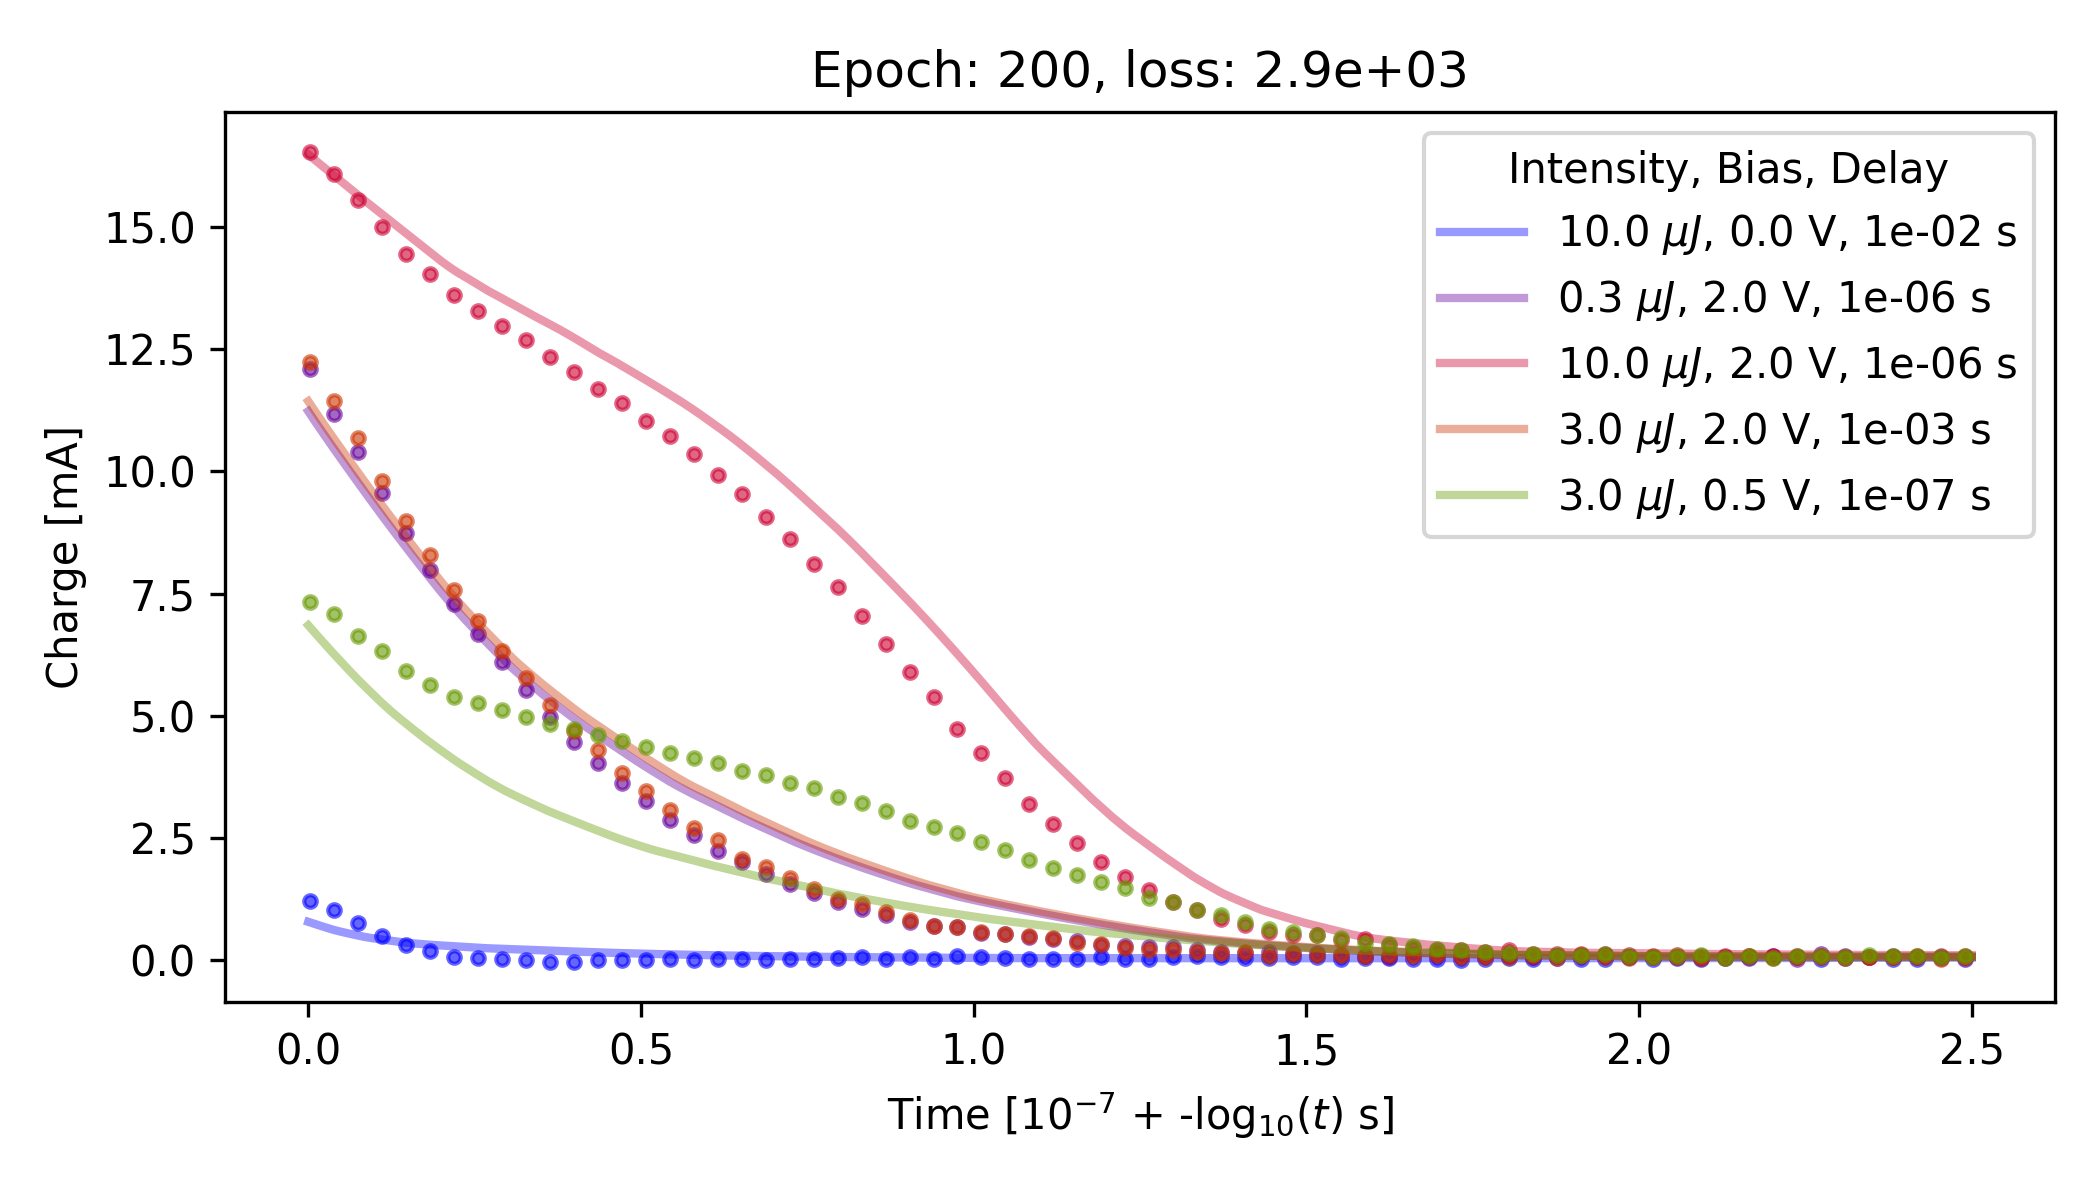 Epoch: 200, loss: 2.9e+03
Charge [mA]
15.0
12.5
10.0
7.5
5.0
2.5
0.0
Intensity, Bias, Delay
10.0 μJ, 0.0 V, 1e-02 s
0.3 μJ, 2.0 V, 1e-06 s
10.0 μJ, 2.0 V, 1e-06 s
3.0 μJ, 2.0 V, 1e-03 s
3.0 μJ, 0.5 V, 1e-07 s
0.0 0.5 1.0 1.5 2.0 2.5
Time [10⁻⁷ + -log₁₀(t) s]